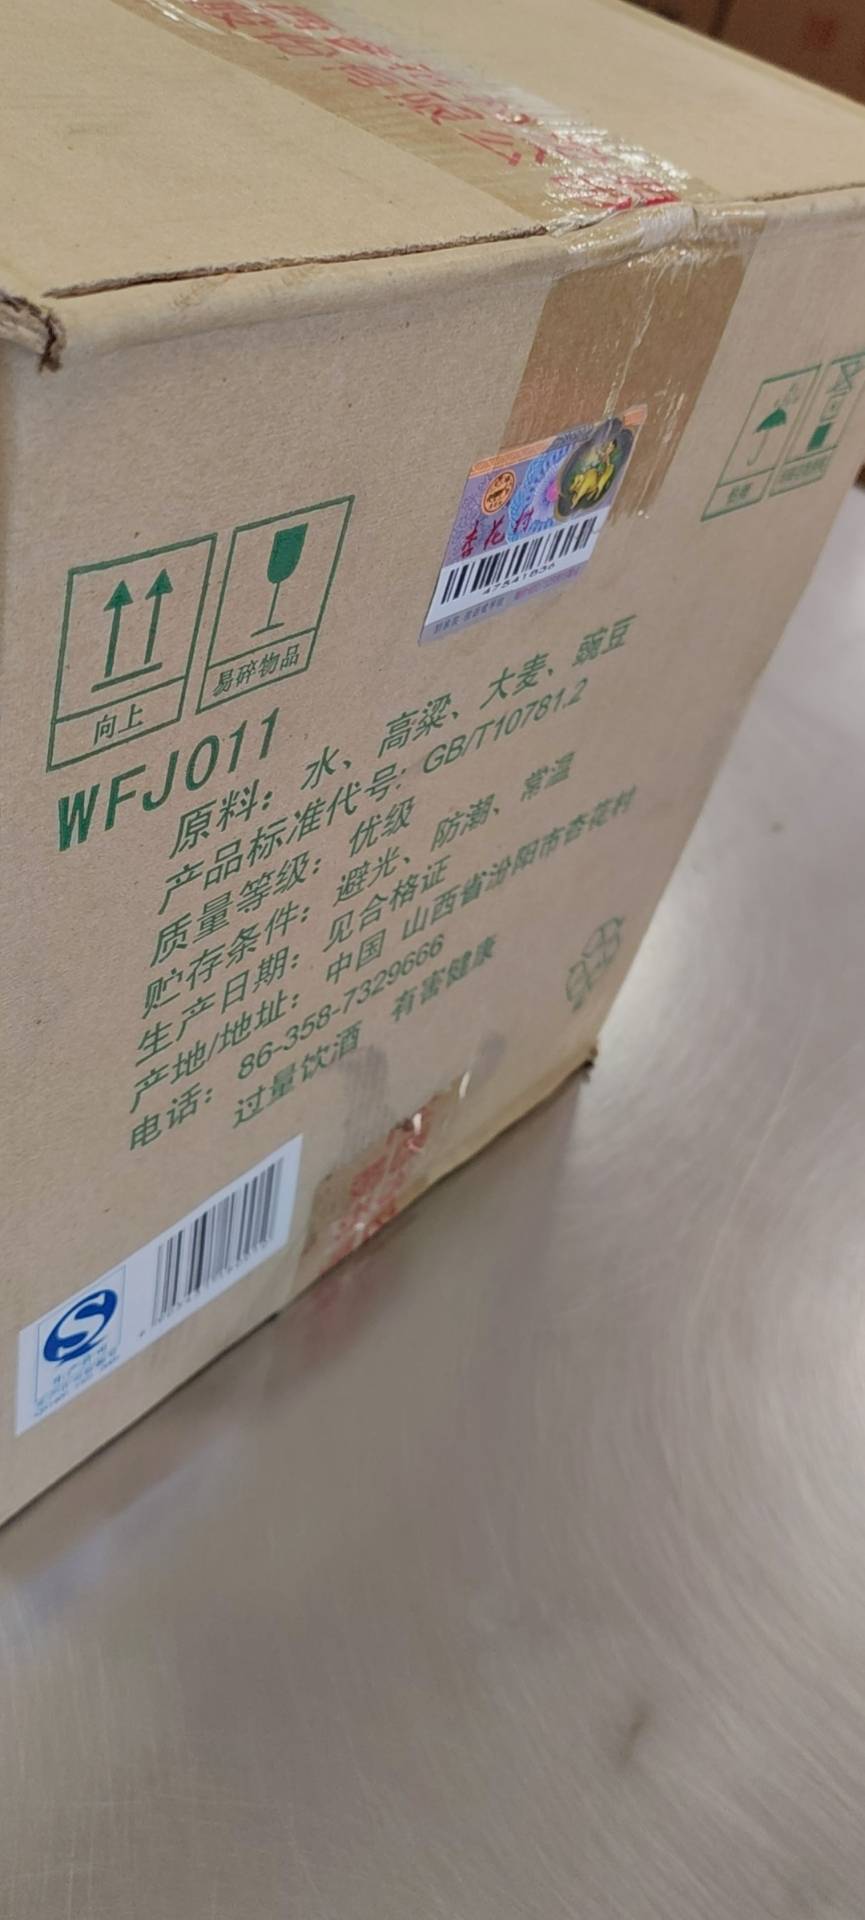 向上
易碎物品
杏花村
47541836
WFJ011
原料：水、高粱、大麦、豌豆
产品标准代号：GB/T10781.2
质量等级：优级
贮存条件：避光、防潮、常温
生产日期：见合格证
产地/地址：中国 山西省汾阳市杏花村
电话：86-358-7329666
过量饮酒 有害健康